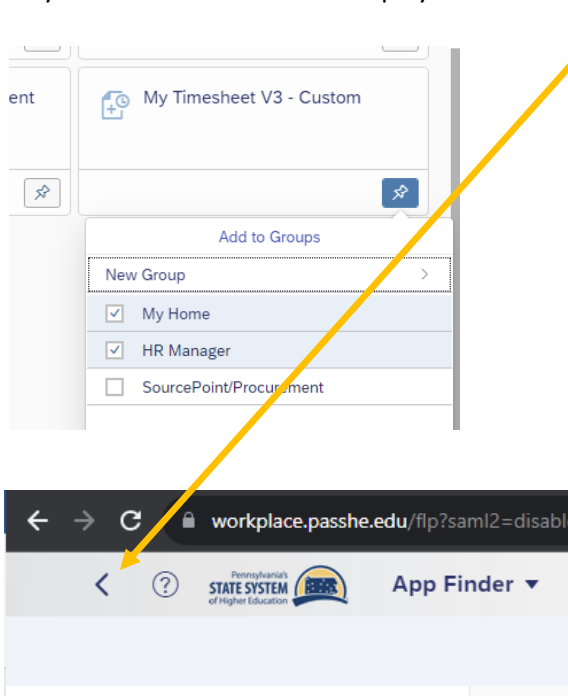 ent
My Timesheet V3 - Custom
Add to Groups
New Group
My Home
HR Manager
SourcePoint/Procurement
workplace.passhe.edu/flp?saml2=disabl
Pennsylvania's
STATE SYSTEM
of Higher Education
App Finder